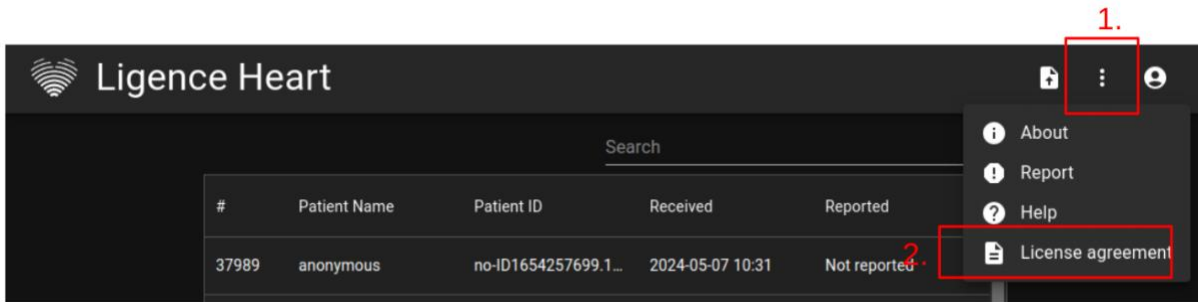 1.
Ligence Heart
About
Search
Report
# Patient Name Patient ID Received Reported
Help
2. License agreement
37989 anonymous no-ID1654257699.1... 2024-05-07 10:31 Not reported